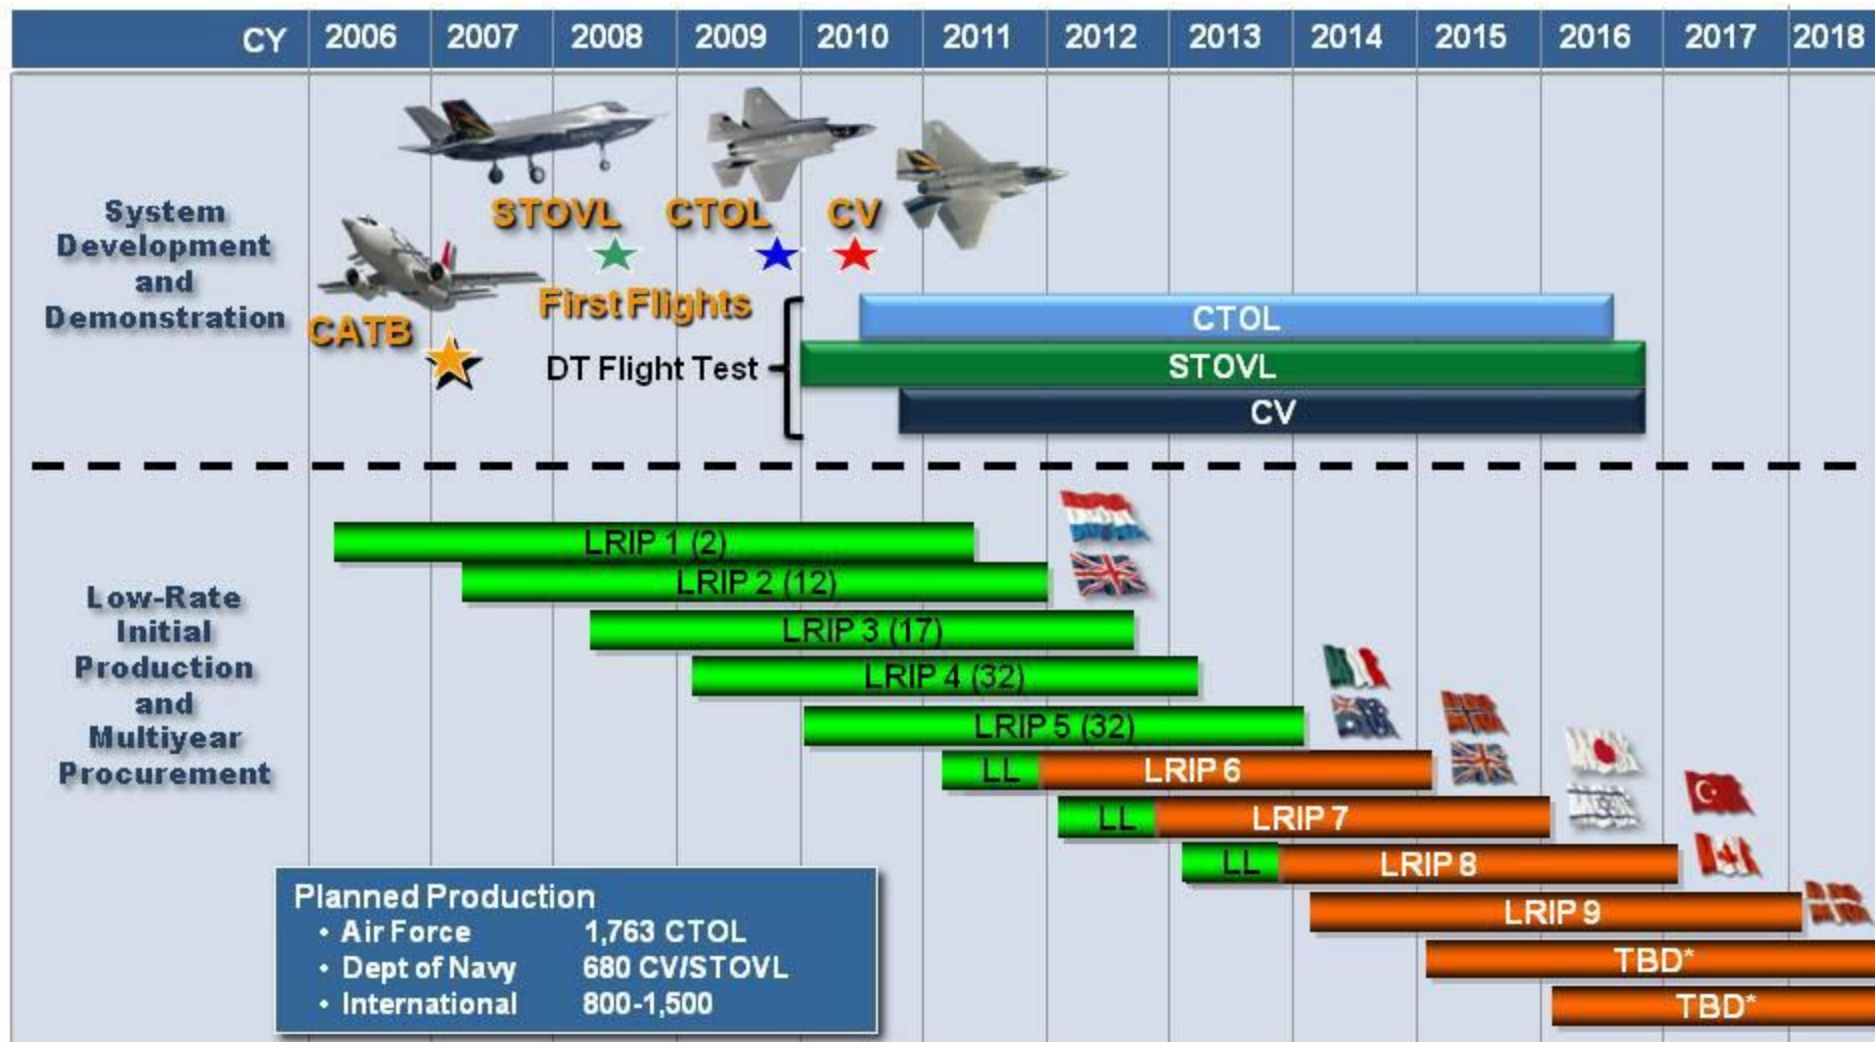 CY 2006 2007 2008 2009 2010 2011 2012 2013 2014 2015 2016 2017 2018
System
Development
and
Demonstration
STOVL CTOL CV
First Flights
CATB
DT Flight Test
CTOL
STOVL
CV
Low-Rate
Initial
Production
and
Multiyear
Procurement
LRIP 1 (2)
LRIP 2 (12)
LRIP 3 (17)
LRIP 4 (32)
LRIP 5 (32)
LL LRIP 6
LL LRIP 7
LL LRIP 8
LRIP 9
TBD*
TBD*
Planned Production
• Air Force 1,763 CTOL
• Dept of Navy 680 CV/STOVL
• International 800-1,500